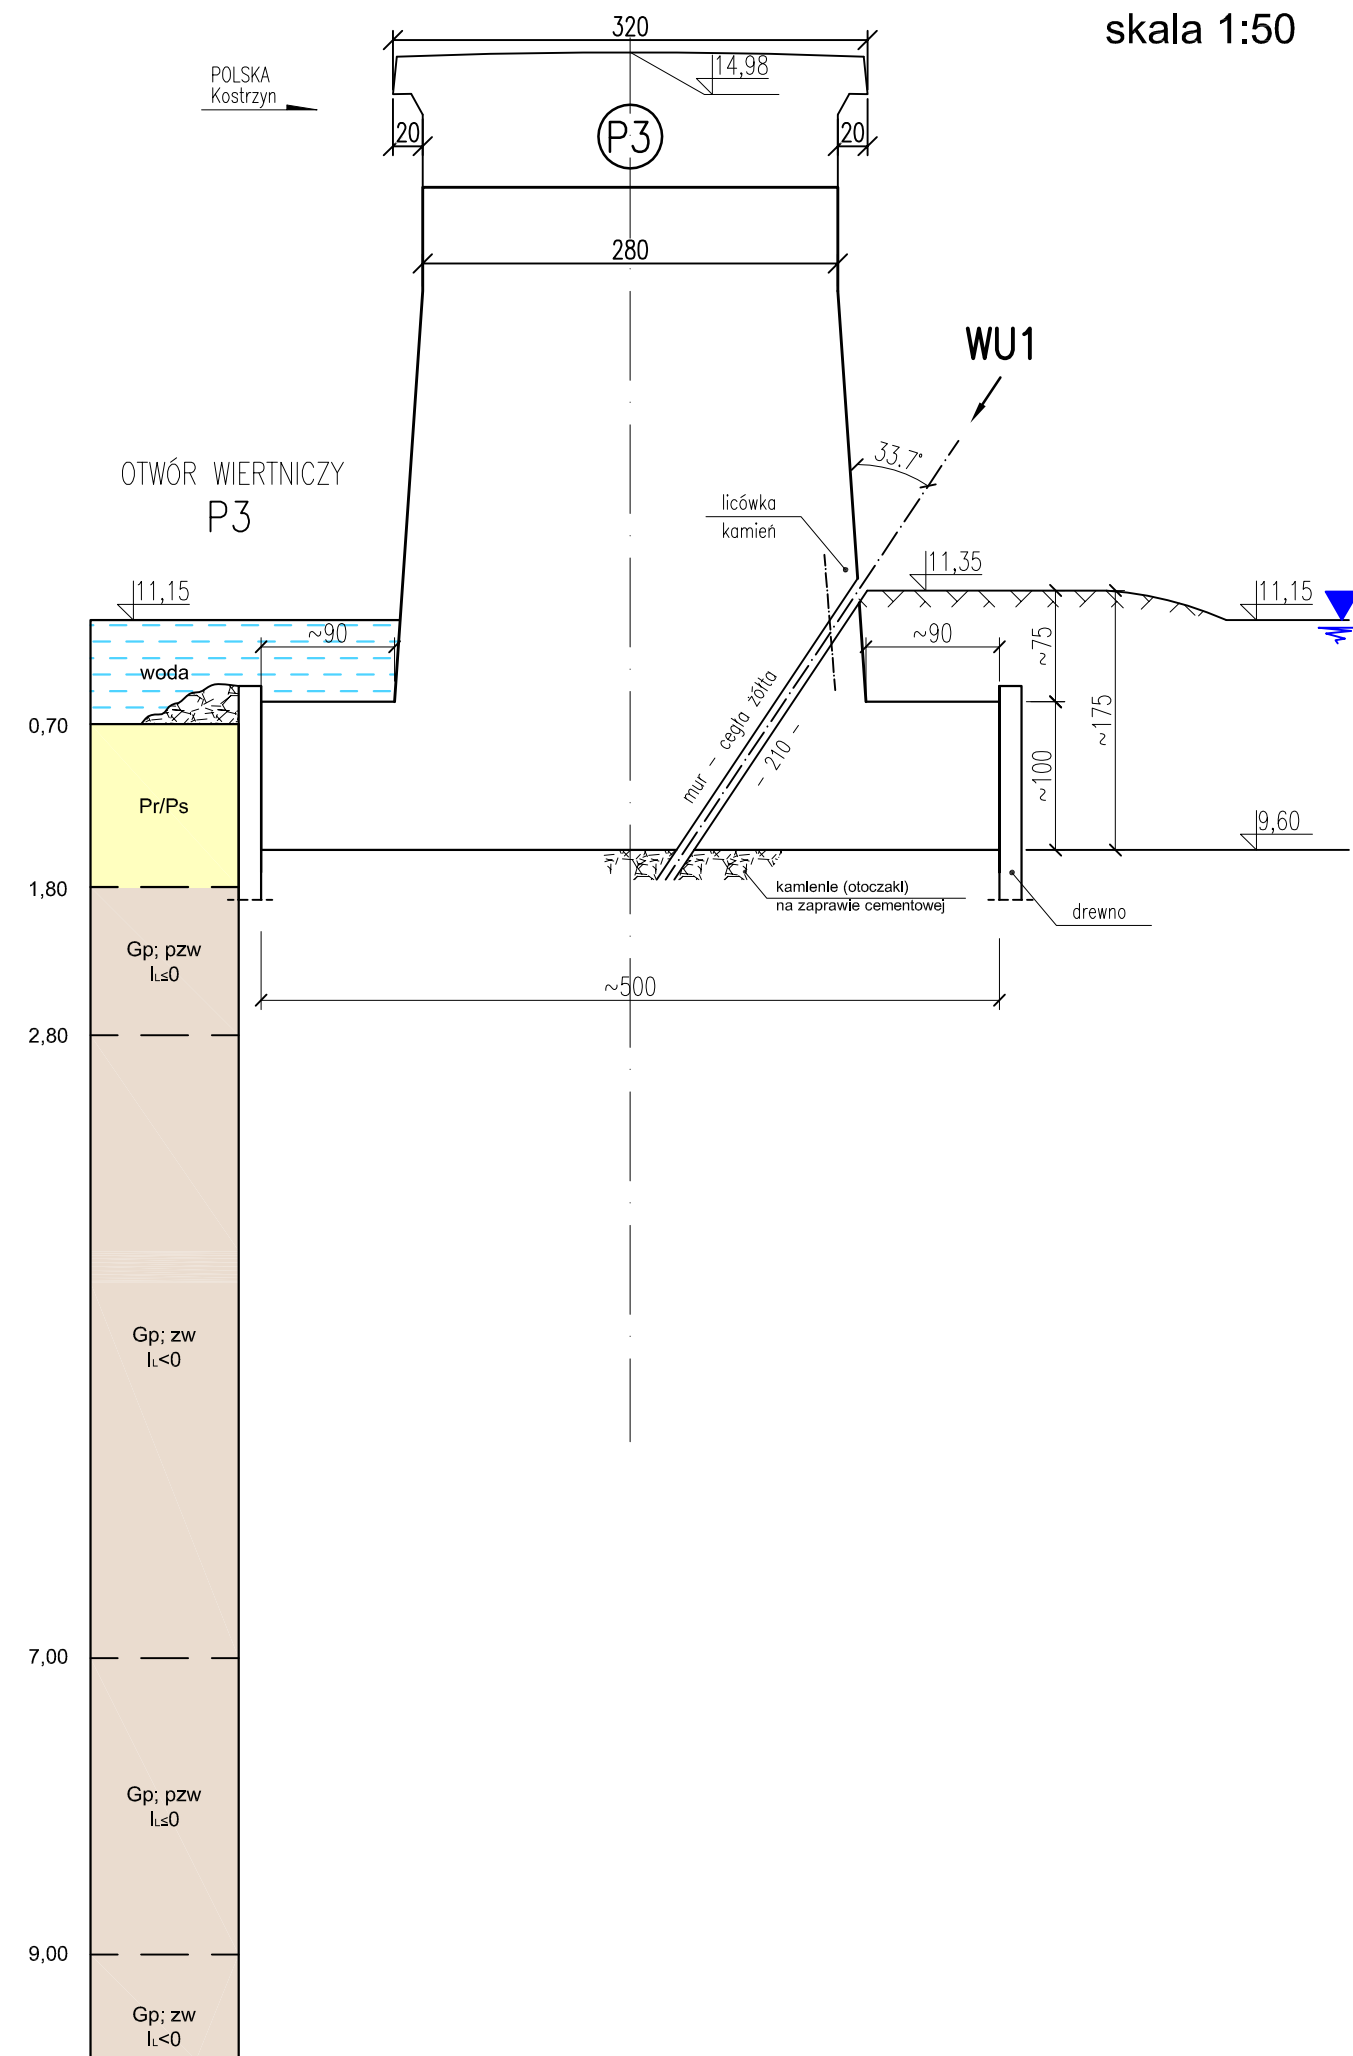 skala 1:50
320
POLSKA
Kostrzyn
14,98
20
P3
20
280
WU1
33.7°
OTWÓR WIERTNICZY
P3
licówka
kamień
11,15
11,35
11,15
~90
~90
~75
woda
0,70
mur - cegła żółta
- 210 -
~175
~100
Pr/Ps
9,60
1,80
kamienie (otoczaki)
na zaprawie cementowej
drewno
Gp; pzw
IL≤0
~500
2,80
Gp; zw
IL<0
7,00
Gp; pzw
IL≤0
9,00
Gp; zw
IL<0